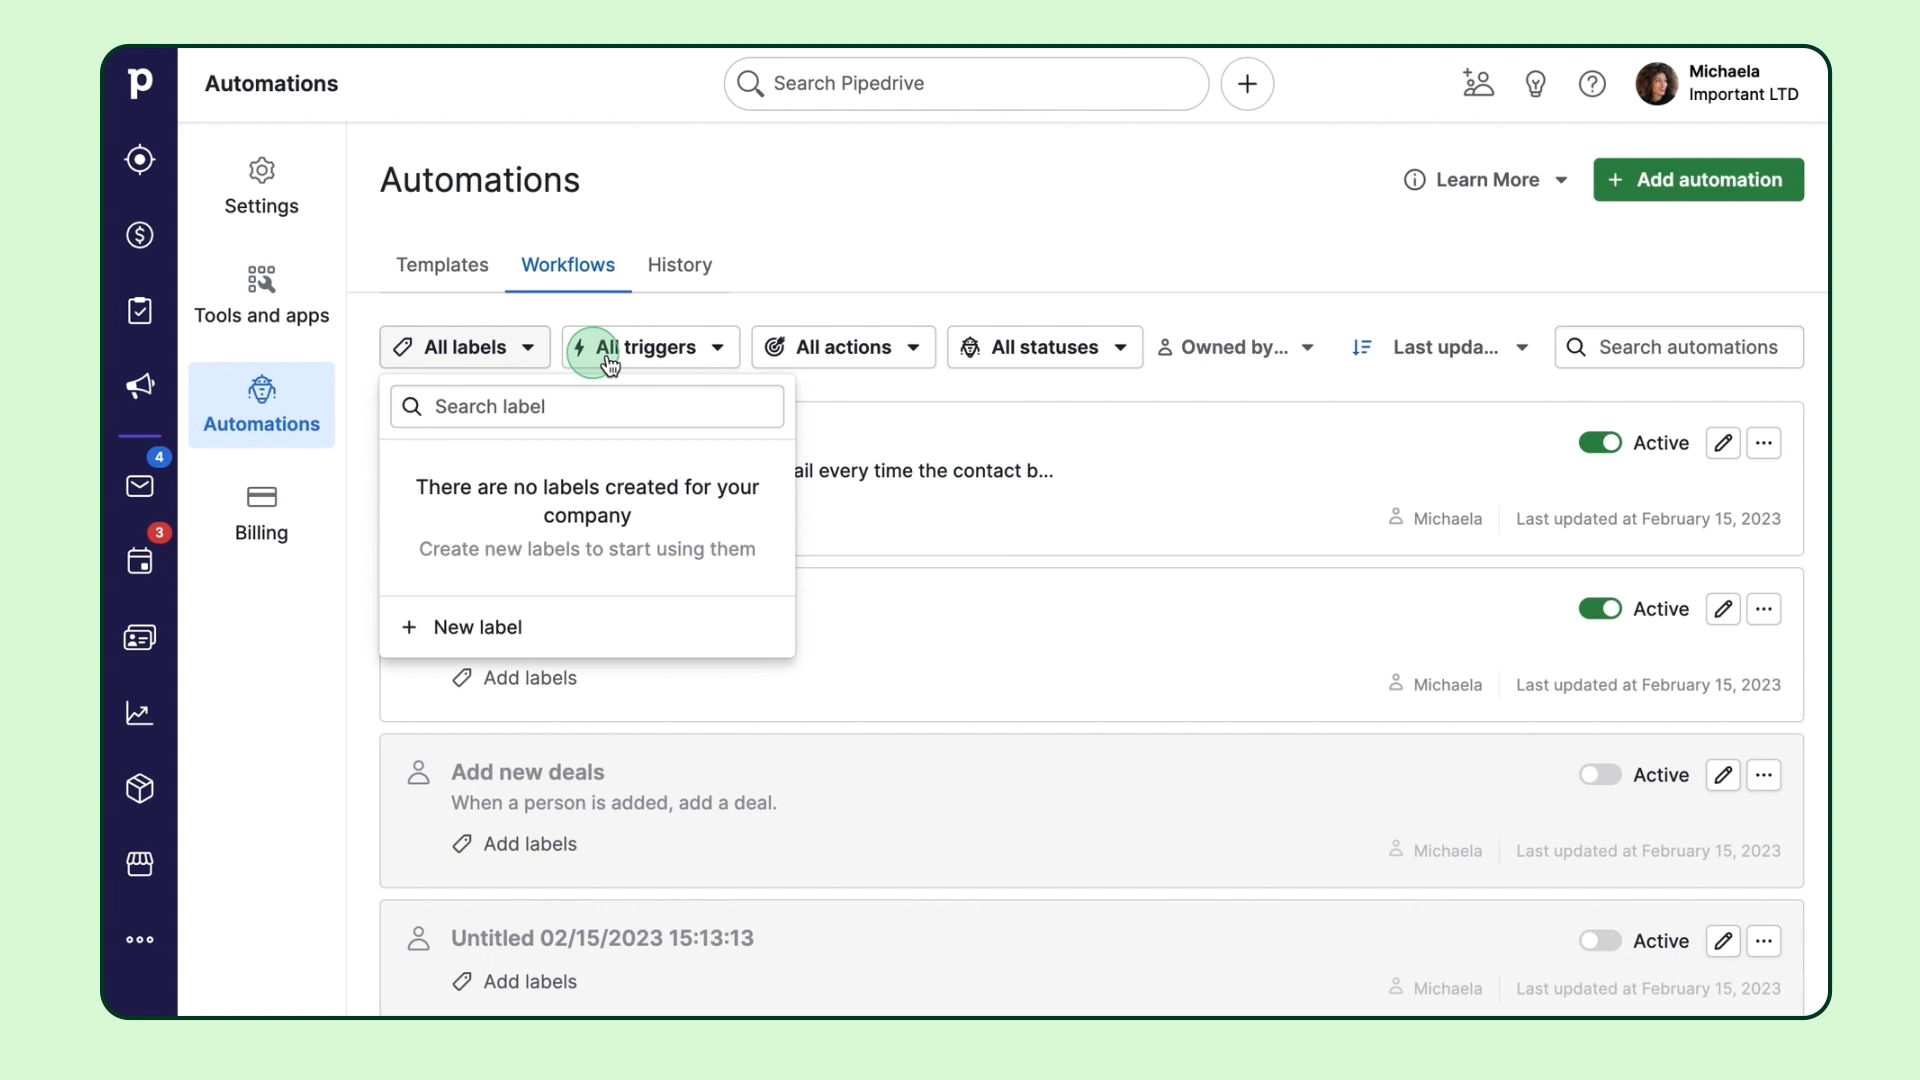 p
Automations
Search Pipedrive
Michaela
Important LTD
Settings
Tools and apps
Automations
Billing
4
3
Automations
Learn More
+ Add automation
Templates
Workflows
History
All labels
All triggers
All actions
All statuses
Owned by...
Last upda...
Search automations
Search label
There are no labels created for your
company
Create new labels to start using them
+ New label
ail every time the contact b...
Active
Michaela
Last updated at February 15, 2023
Active
Add labels
Michaela
Last updated at February 15, 2023
Add new deals
When a person is added, add a deal.
Add labels
Active
Michaela
Last updated at February 15, 2023
Untitled 02/15/2023 15:13:13
Add labels
Active
Michaela
Last updated at February 15, 2023